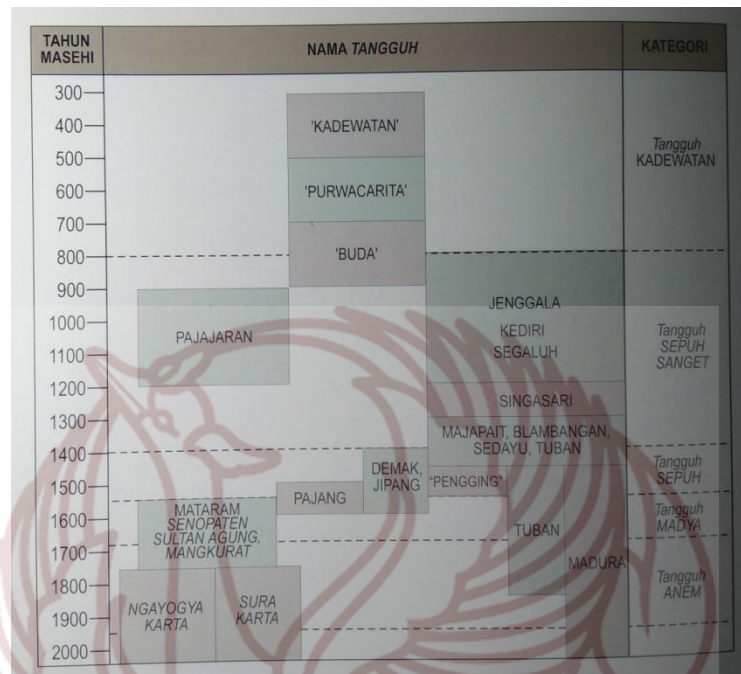 TAHUN MASEHI
NAMA TANGGUH
KATEGORI
300
400
500
600
700
800
900
1000
1100
1200
1300
1400
1500
1600
1700
1800
1900
2000
'KADEWATAN'
'PURWACARITA'
'BUDA'
PAJAJARAN
JENGGALA
KEDIRI
SEGALUH
SINGASARI
MAJAPAIT, BLAMBANGAN,
SEDAYU, TUBAN
DEMAK,
JIPANG
"PENGGING"
PAJANG
MATARAM
SENOPATEN
SULTAN AGUNG,
MANGKURAT
TUBAN
MADURA
NGAYOGYA
KARTA
SURA
KARTA
Tangguh
KADEWATAN
Tangguh
SEPUH
SANGET
Tangguh
SEPUH
Tangguh
MADYA
Tangguh
ANEM